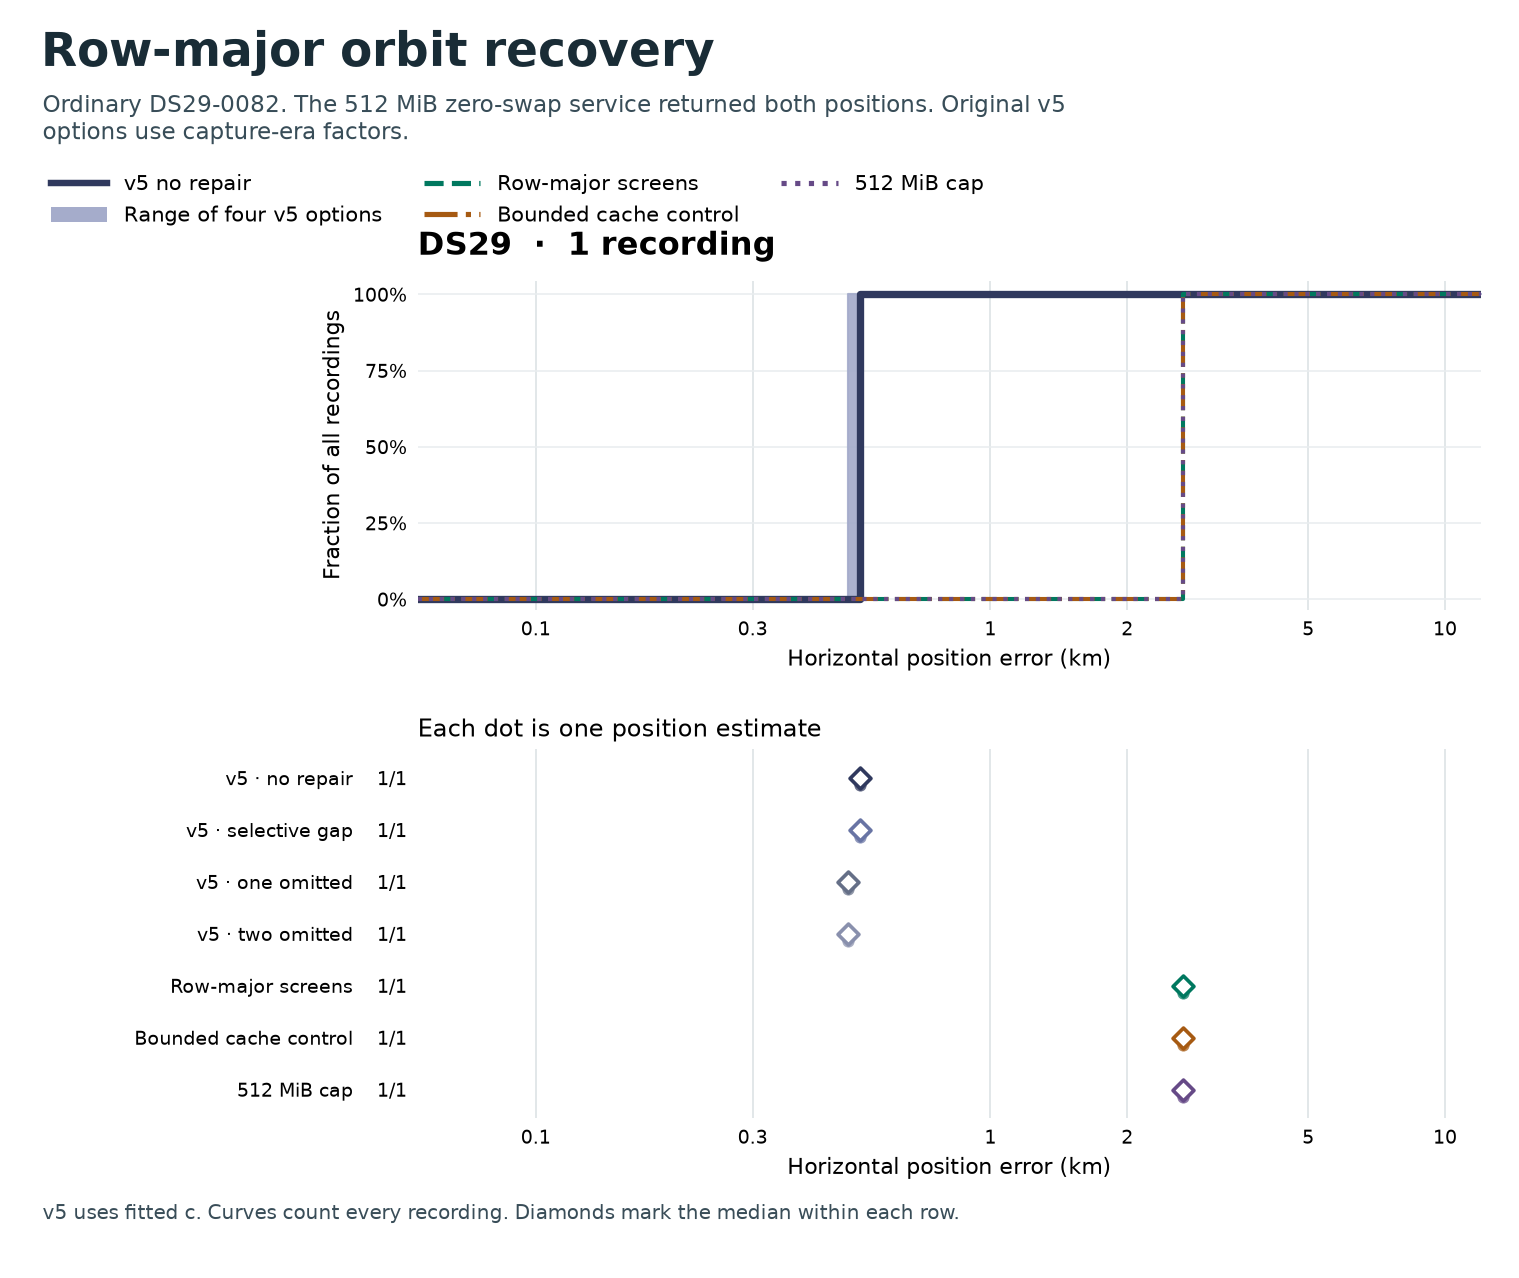 Row-major orbit recovery
Ordinary DS29-0082. The 512 MiB zero-swap service returned both positions. Original v5
options use capture-era factors.
v5 no repair
Range of four v5 options
Row-major screens
Bounded cache control
512 MiB cap
DS29 · 1 recording
Fraction of all recordings
100%
75%
50%
25%
0%
0.1 0.3 1 2 5 10
Horizontal position error (km)
Each dot is one position estimate
v5 · no repair 1/1
v5 · selective gap 1/1
v5 · one omitted 1/1
v5 · two omitted 1/1
Row-major screens 1/1
Bounded cache control 1/1
512 MiB cap 1/1
0.1 0.3 1 2 5 10
Horizontal position error (km)
v5 uses fitted c. Curves count every recording. Diamonds mark the median within each row.